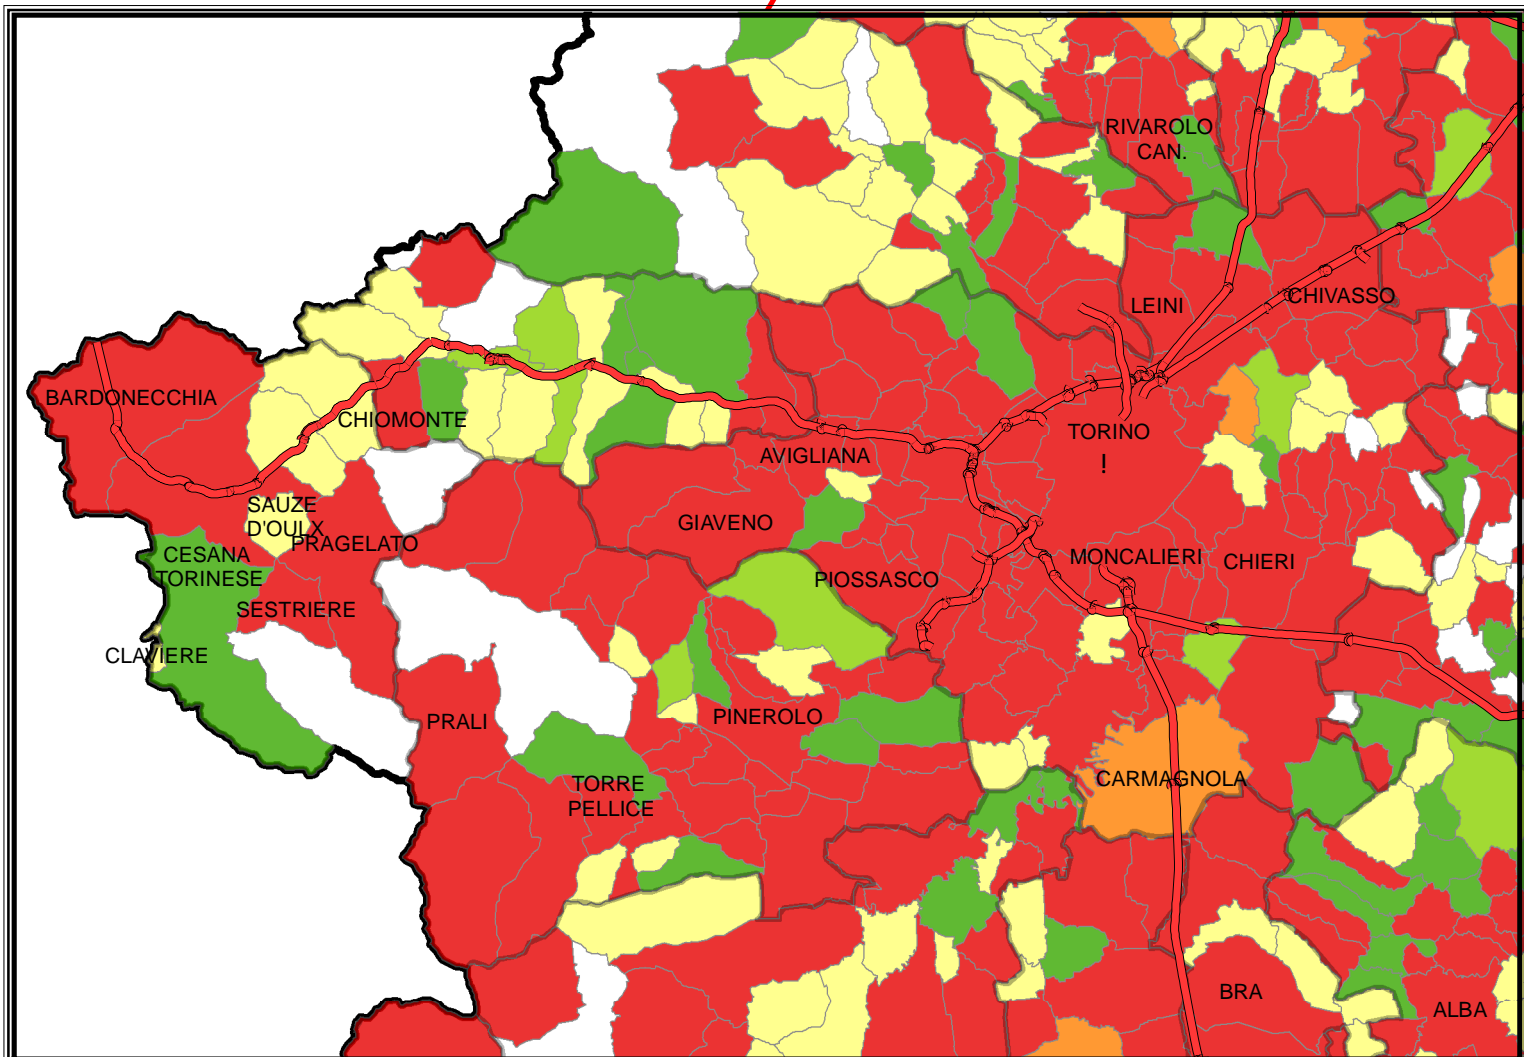 RIVAROLO
CAN.
LEINI
CHIVASSO
BARDONECCHIA
CHIOMONTE
TORINO
!
AVIGLIANA
SAUZE
D'OULX
GIAVENO
PRAGELATO
CESANA
TORINESE
MONCALIERI
CHIERI
PIOSSASCO
SESTRIERE
CLAVIERE
PINEROLO
PRALI
CARMAGNOLA
TORRE
PELLICE
BRA
ALBA